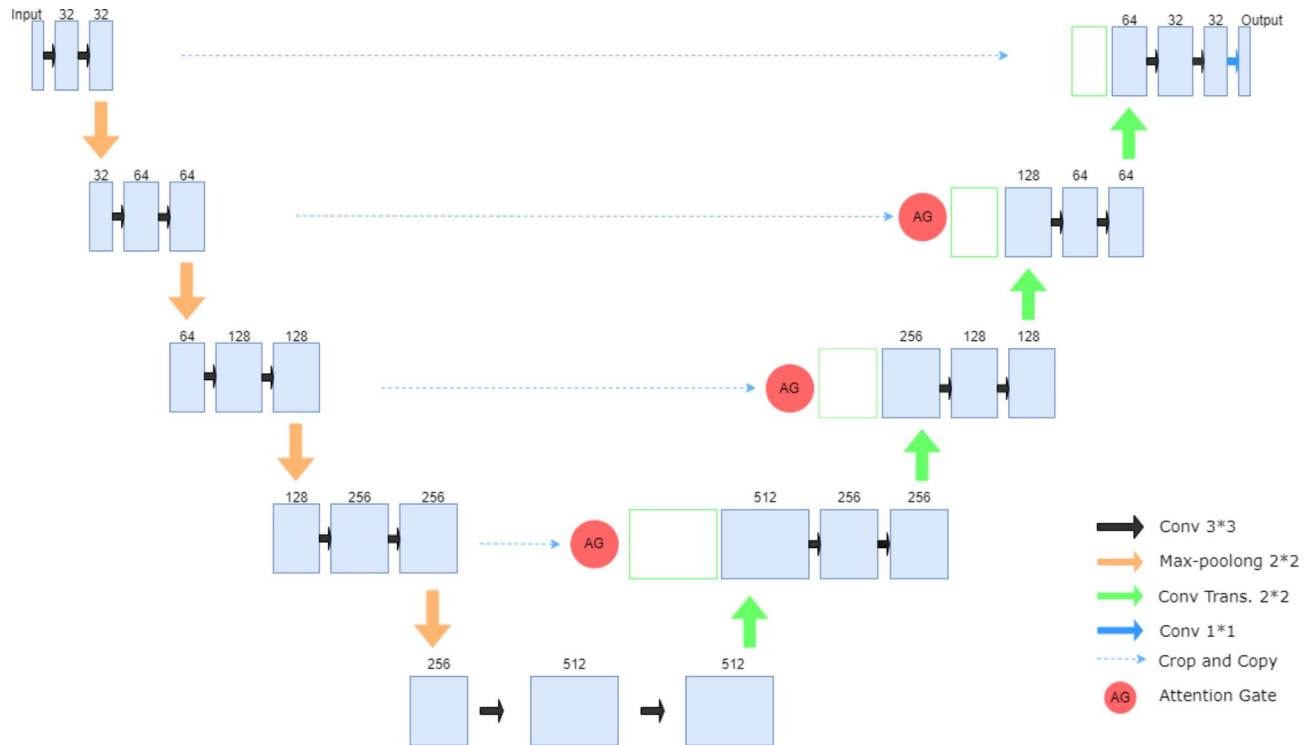 Input 32 32
64 32 32 Output
32 64 64
AG
128 64 64
64 128 128
AG
256 128 128
128 256 256
AG
512 256 256
256 512 512
Conv 3*3
Max-poolong 2*2
Conv Trans. 2*2
Conv 1*1
Crop and Copy
AG Attention Gate